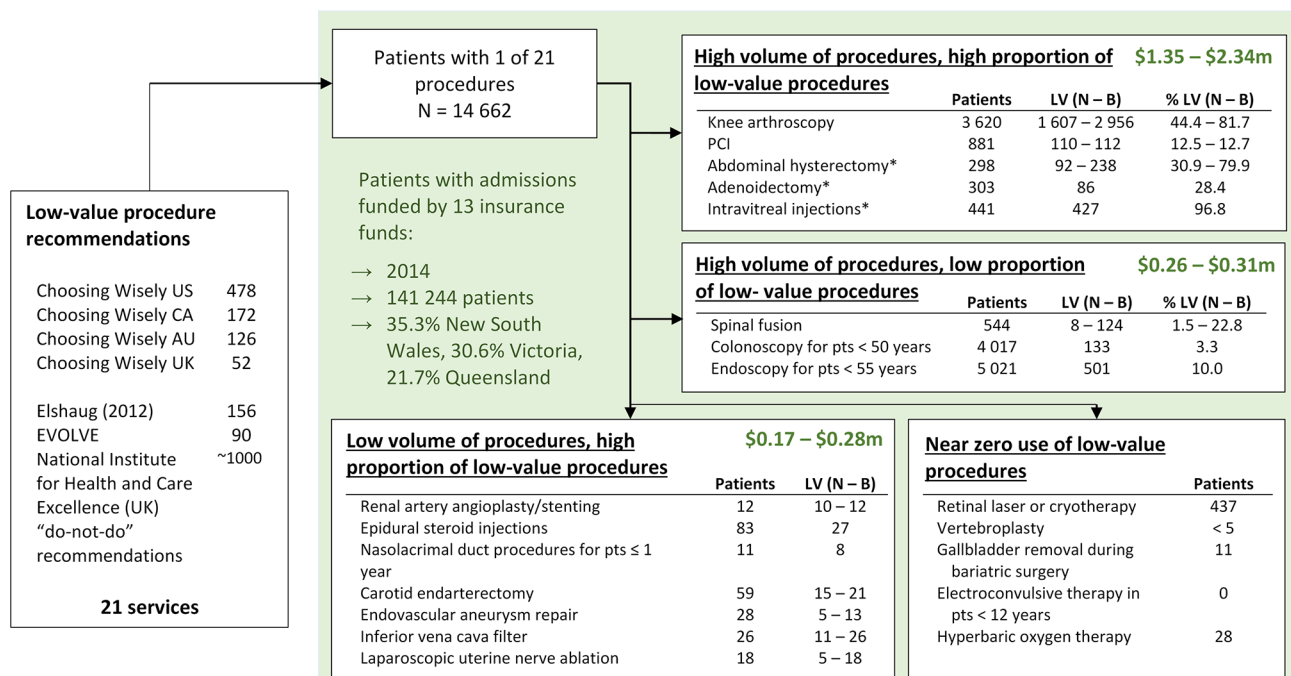 Low-value procedure
recommendations
Choosing Wisely US 478
Choosing Wisely CA 172
Choosing Wisely AU 126
Choosing Wisely UK 52
Elshaug (2012) 156
EVOLVE 90
National Institute ~1000
for Health and Care
Excellence (UK)
“do-not-do”
recommendations
21 services
Patients with 1 of 21
procedures
N = 14 662
Patients with admissions
funded by 13 insurance
funds:
→ 2014
→ 141 244 patients
→ 35.3% New South
Wales, 30.6% Victoria,
21.7% Queensland
High volume of procedures, high proportion of $1.35 – $2.34m
low-value procedures
Patients LV (N – B) % LV (N – B)
Knee arthroscopy 3 620 1 607 – 2 956 44.4 – 81.7
PCI 881 110 – 112 12.5 – 12.7
Abdominal hysterectomy* 298 92 – 238 30.9 – 79.9
Adenoidectomy* 303 86 28.4
Intravitreal injections* 441 427 96.8
High volume of procedures, low proportion $0.26 – $0.31m
of low- value procedures
Patients LV (N – B) % LV (N – B)
Spinal fusion 544 8 – 124 1.5 – 22.8
Colonoscopy for pts < 50 years 4 017 133 3.3
Endoscopy for pts < 55 years 5 021 501 10.0
Low volume of procedures, high $0.17 – $0.28m
proportion of low-value procedures
Patients LV (N – B)
Renal artery angioplasty/stenting 12 10 – 12
Epidural steroid injections 83 27
Nasolacrimal duct procedures for pts ≤ 1 11 8
year
Carotid endarterectomy 59 15 – 21
Endovascular aneurysm repair 28 5 – 13
Inferior vena cava filter 26 11 – 26
Laparoscopic uterine nerve ablation 18 5 – 18
Near zero use of low-value
procedures
Patients
Retinal laser or cryotherapy 437
Vertebroplasty < 5
Gallbladder removal during 11
bariatric surgery
Electroconvulsive therapy in 0
pts < 12 years
Hyperbaric oxygen therapy 28